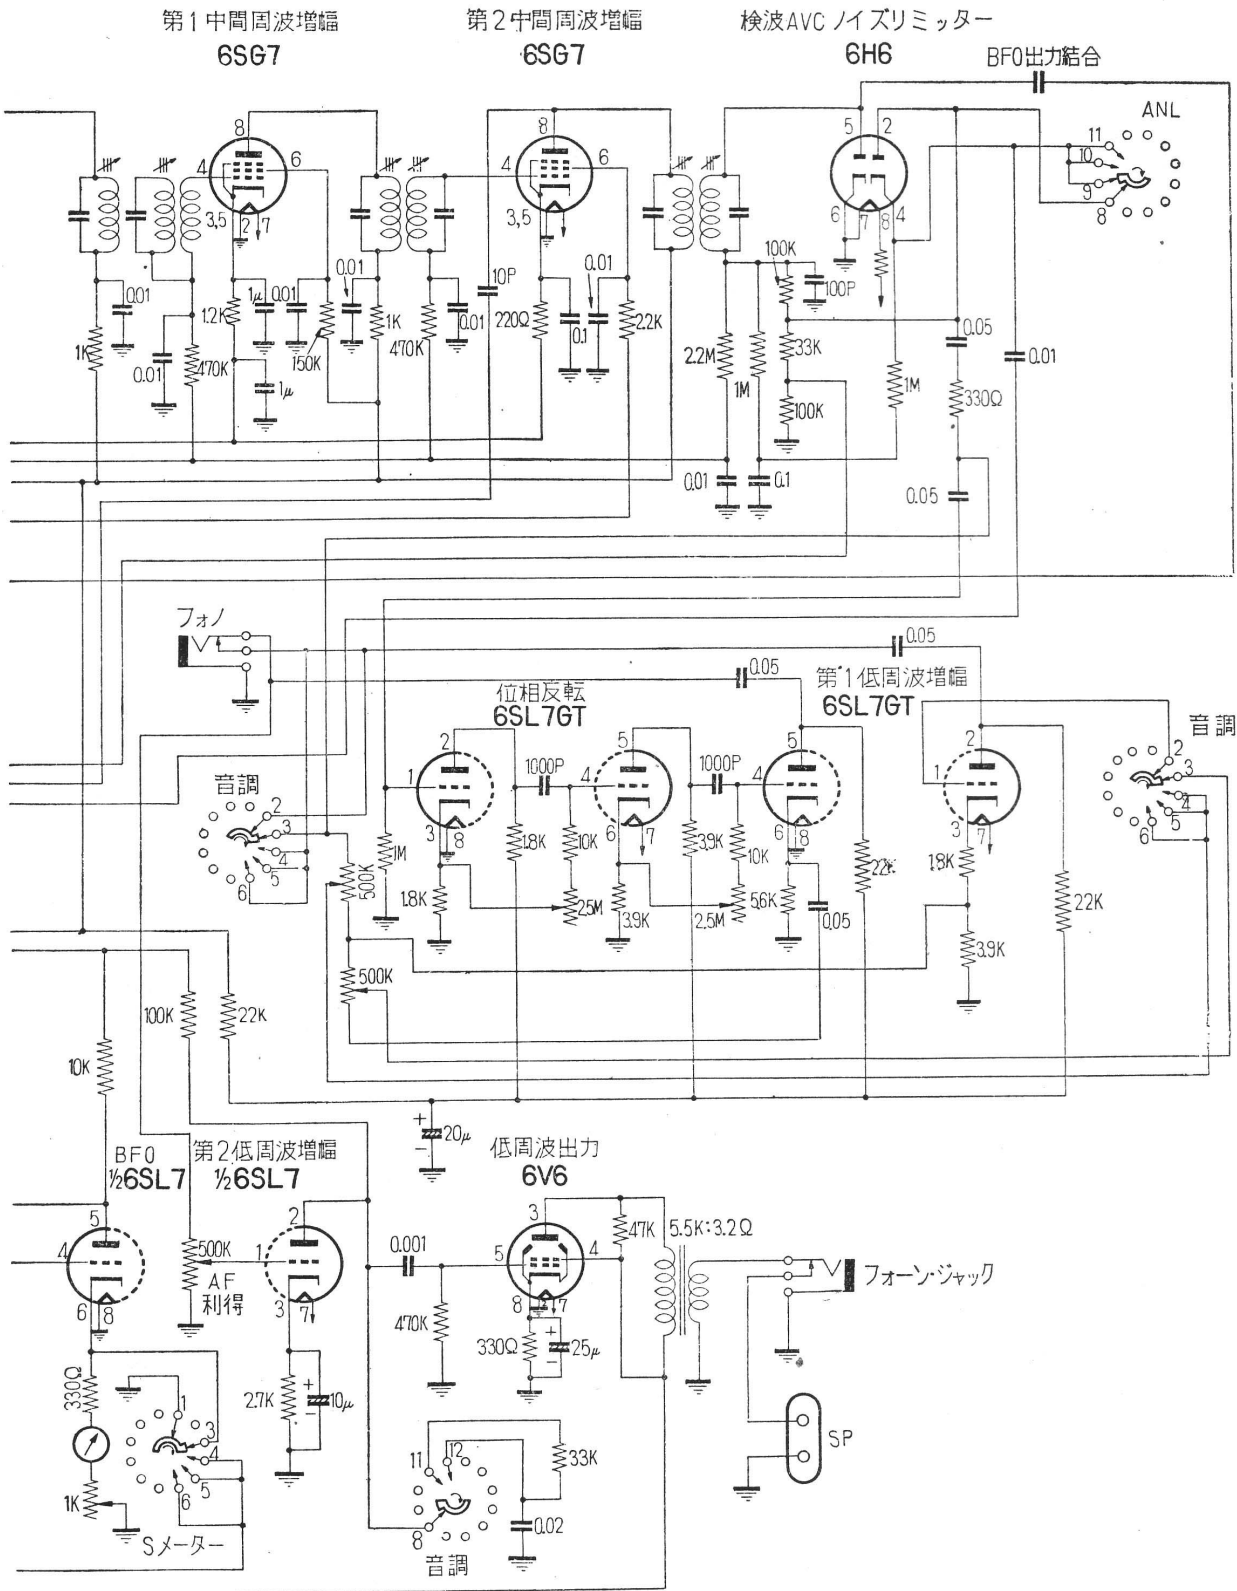 第1中間周波増幅
6SG7
第2中間周波増幅
6SG7
検波AVC ノイズリミッター
6H6
BFO出力結合
ANL
8
4
6
3,5
2
7
8
4
6
3,5
5
2
6
7
8
4
11
10
9
8
0.01
1K
0.01
470K
1.2K
1μ
1μ
0.01
150K
0.01
1K
470K
0.01
10P
220Ω
0.1
0.01
2.2K
100K
100P
2.2M
1M
33K
100K
0.01
0.1
1M
0.05
330Ω
0.05
0.01
フォノ
0.05
0.05
位相反転
6SL7GT
第1低周波増幅
6SL7GT
音調
音調
2
1
3
8
5
4
6
7
5
4
6
8
2
1
3
7
2
3
4
5
6
2
3
4
5
6
1000P
1000P
500K
1M
1.8K
18K
10K
2.5M
3.9K
3.9K
10K
2.5M
5.6K
0.05
22K
1.8K
3.9K
22K
500K
10K
100K
22K
20μ
BFO
½6SL7
第2低周波増幅
½6SL7
低周波出力
6V6
5
4
6
8
2
1
3
7
3
5
4
8
2
7
500K
AF
利得
0.001
470K
47K
5.5K:3.2Ω
フォーン・ジャック
330Ω
25μ
330Ω
1K
Sメーター
1
3
4
5
6
2.7K
10μ
11
12
8
音調
33K
0.02
SP